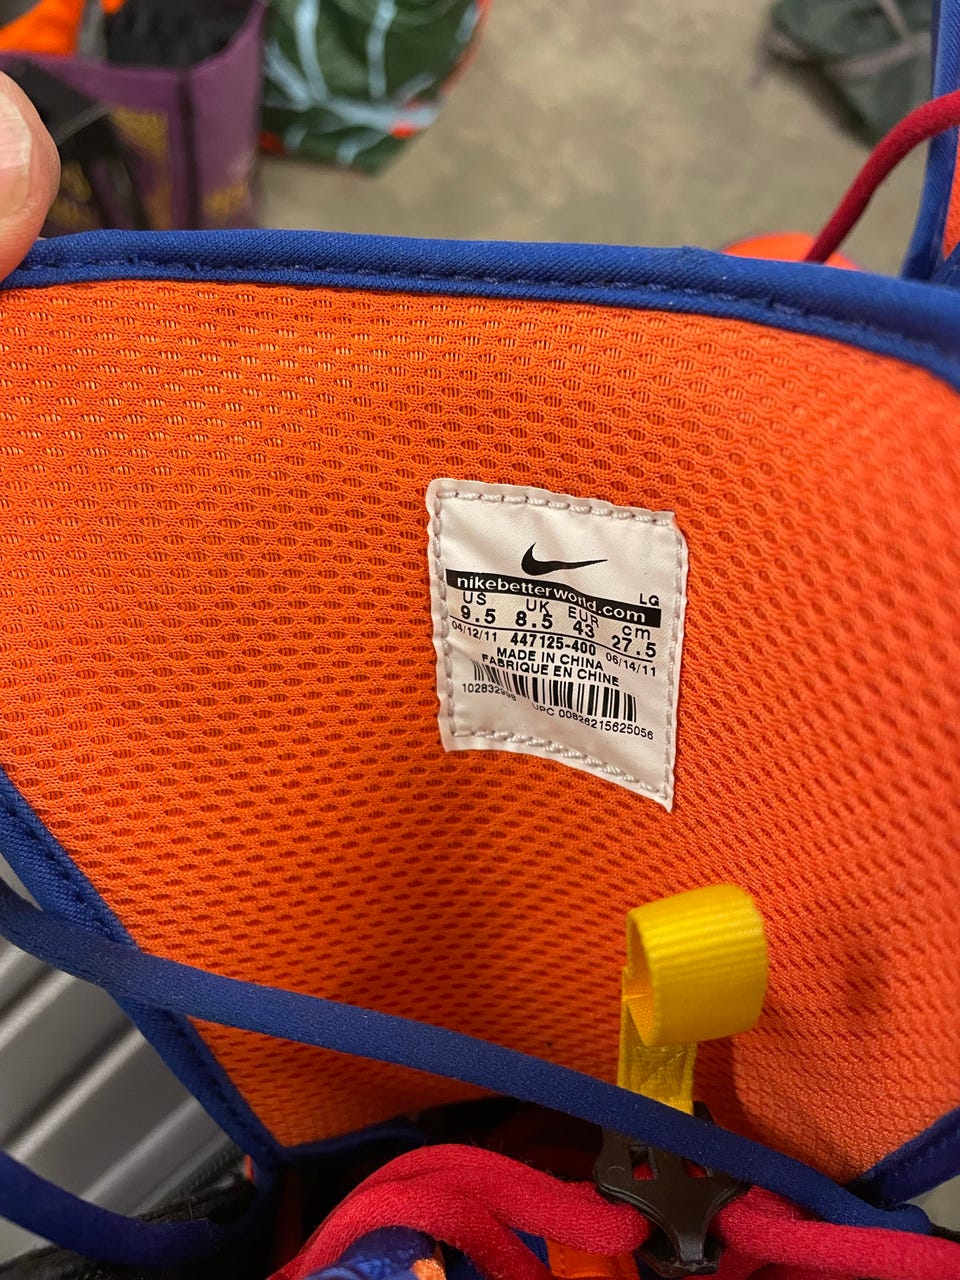 nikebetterworld.com
LG
US UK EUR cm
9.5 8.5 43 27.5
04/12/11 447125-400 06/14/11
MADE IN CHINA
FABRIQUE EN CHINE
UPC 00826215625056